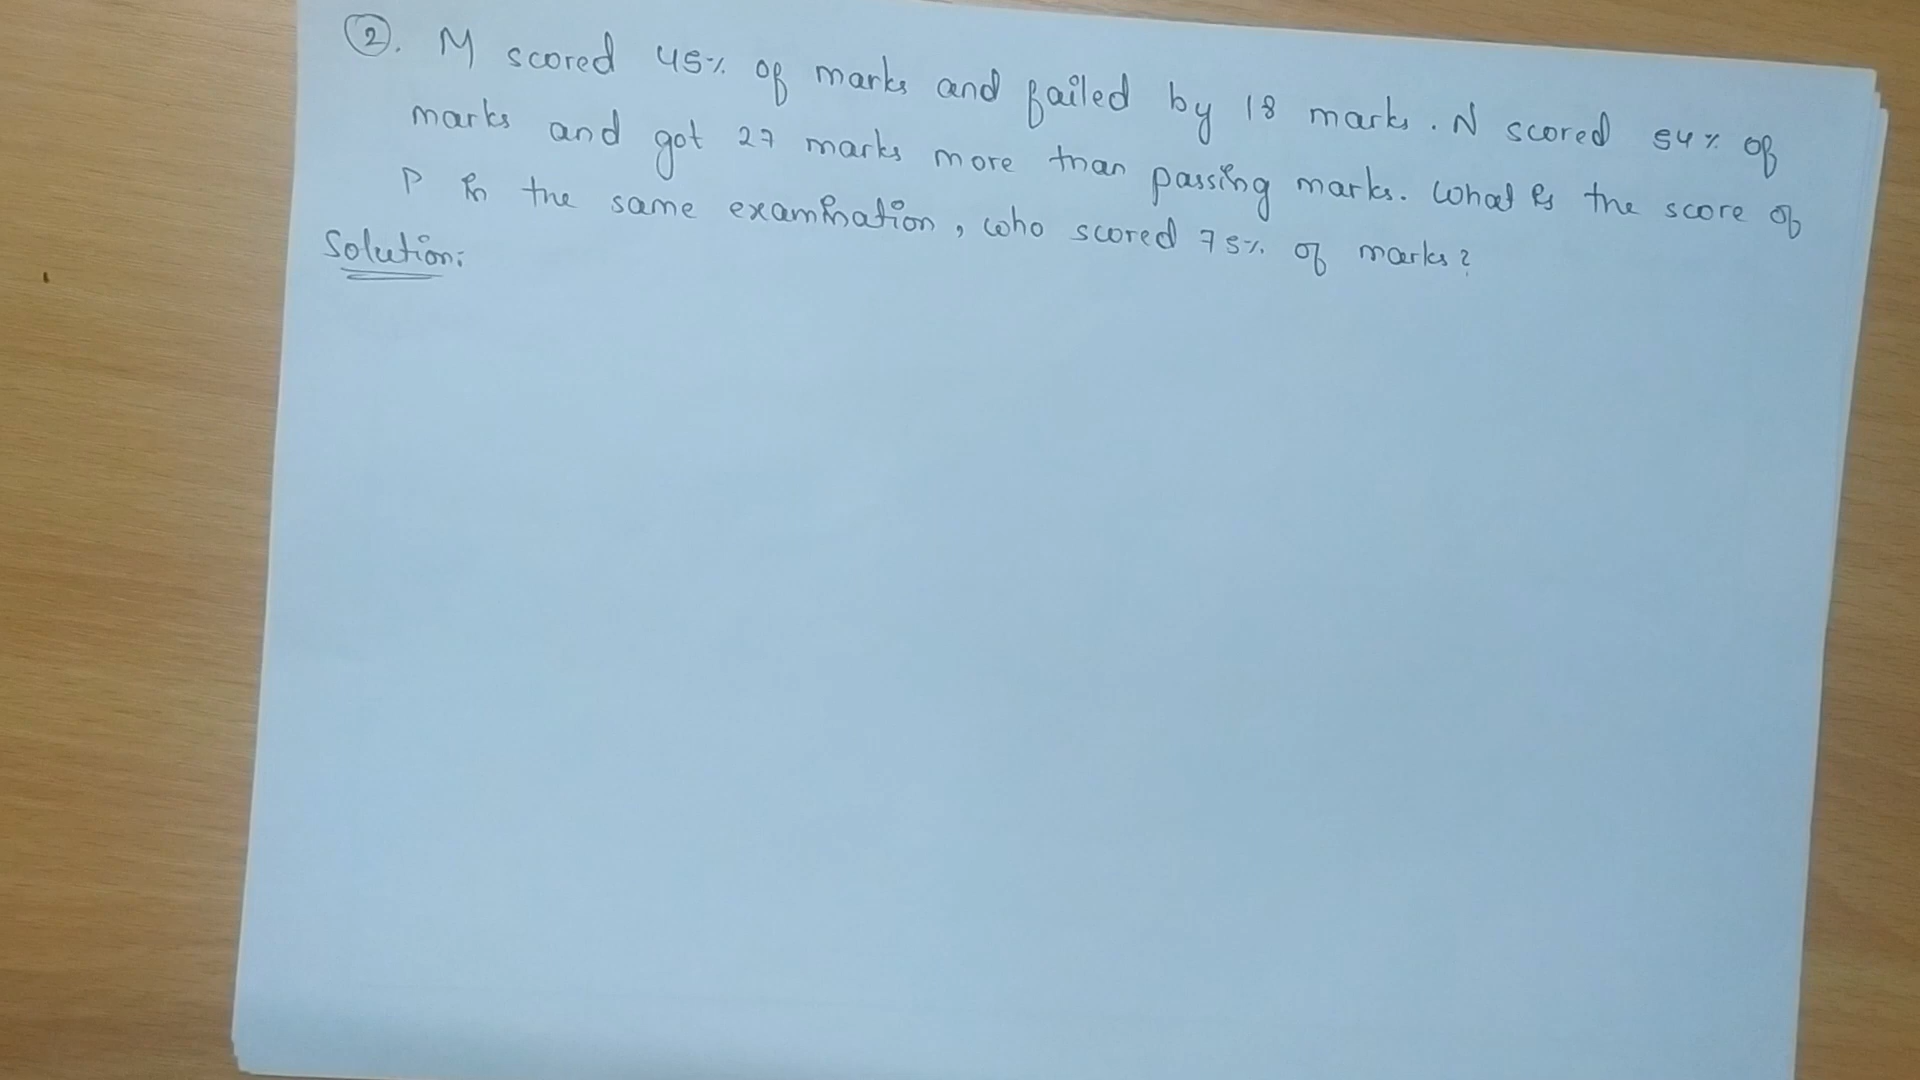 ②. M scored 45% of marks and failed by 18 marks. N scored 54% of
marks and got 27 marks more than passing marks. What is the score of
P in the same examination, who scored 75% of marks?
Solution: